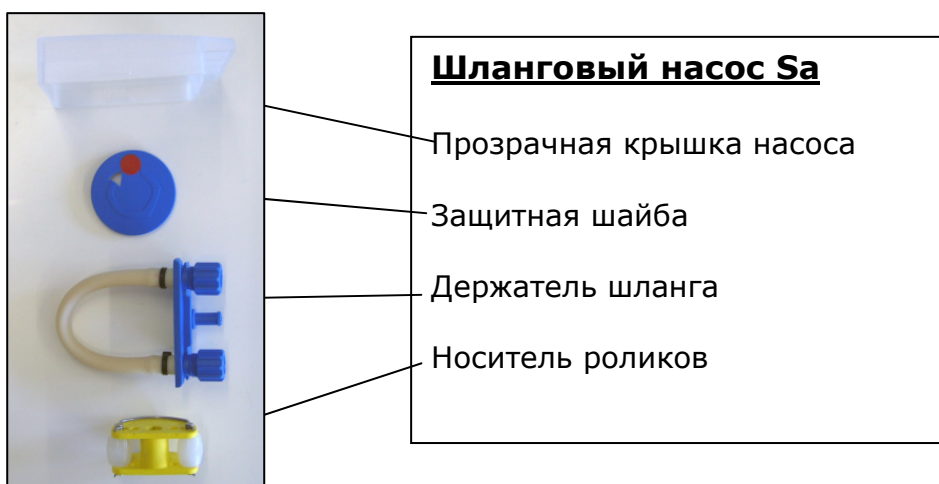 Шланговый насос Sa
Прозрачная крышка насоса
Защитная шайба
Держатель шланга
Носитель роликов